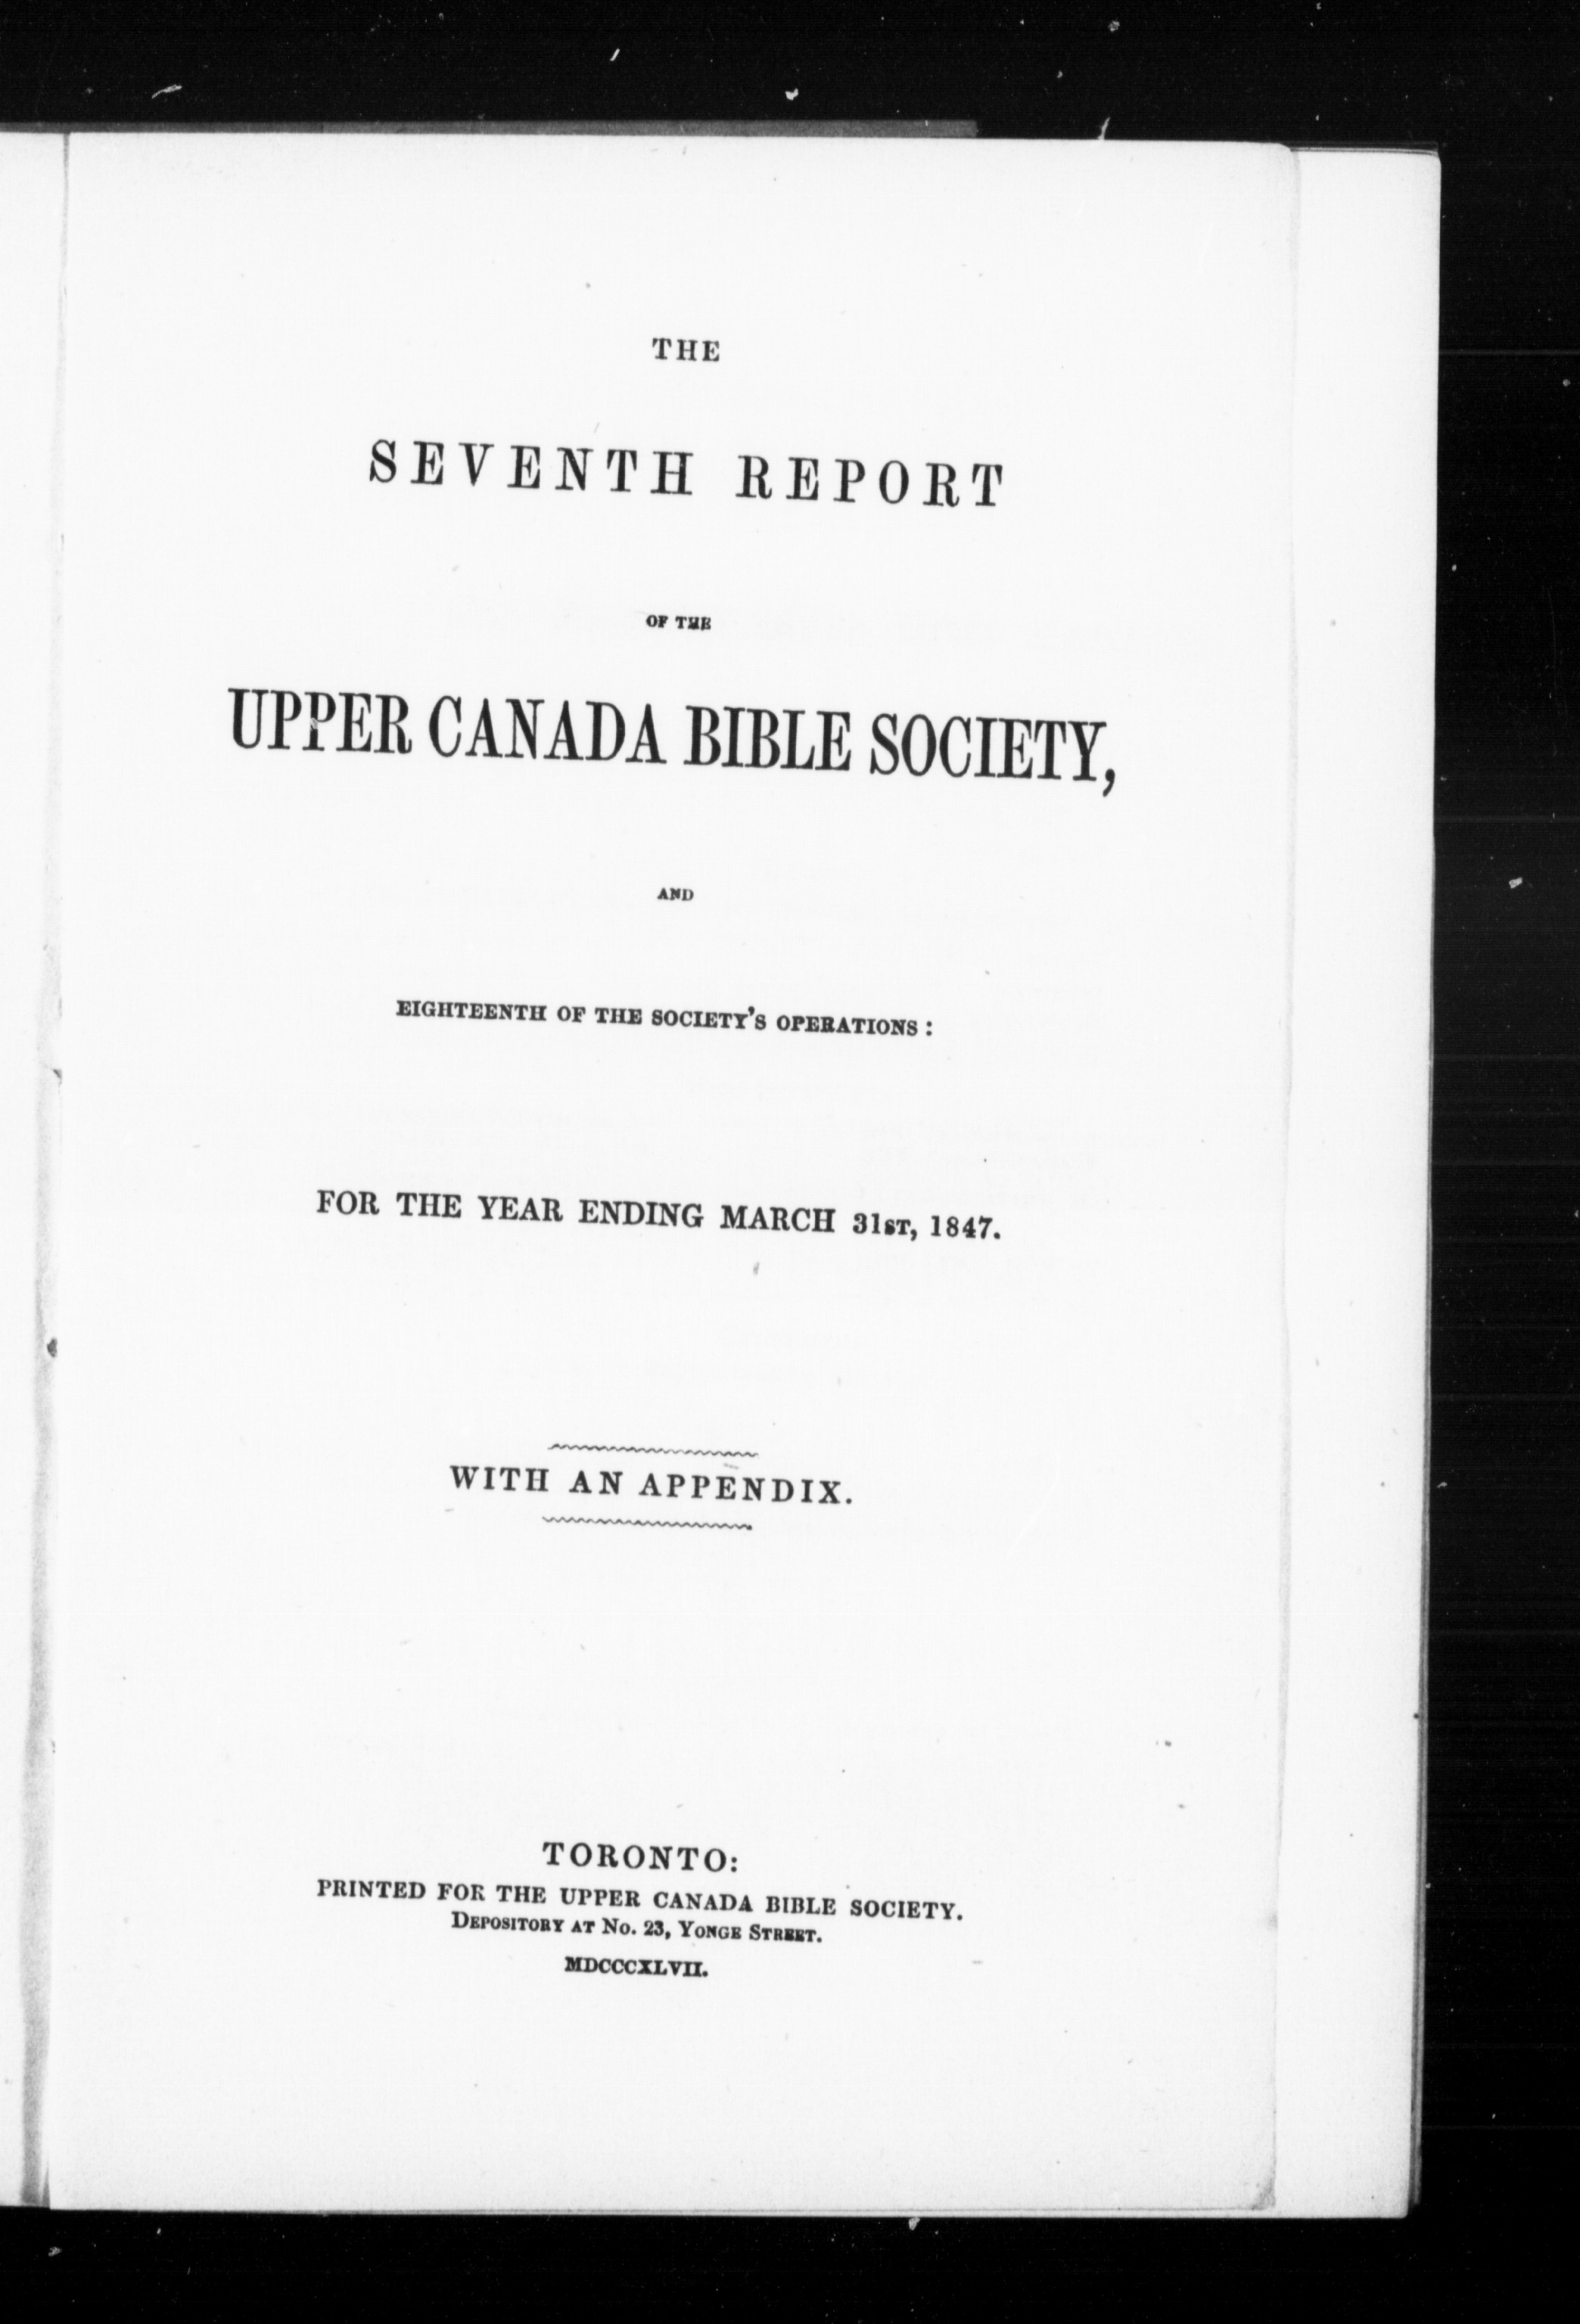 THE
SEVENTH REPORT
OF THE
UPPER CANADA BIBLE SOCIETY,
AND
EIGHTEENTH OF THE SOCIETY'S OPERATIONS:
FOR THE YEAR ENDING MARCH 31ST, 1847.
WITH AN APPENDIX.
TORONTO:
PRINTED FOR THE UPPER CANADA BIBLE SOCIETY.
DEPOSITORY AT NO. 23, YONGE STREET.
MDCCCXLVII.